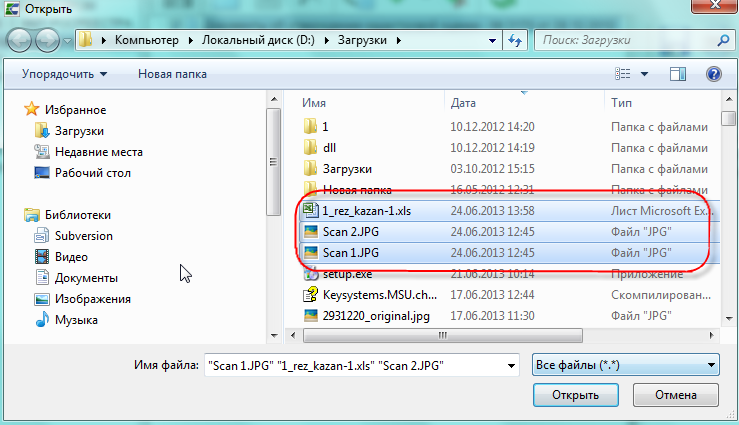 Открыть
Компьютер Локальный диск (D:) Загрузки Поиск: Загрузки
Упорядочить Новая папка
Избранное
Загрузки
Недавние места
Рабочий стол
Библиотеки
Subversion
Видео
Документы
Изображения
Музыка
Имя Дата Тип
1 10.12.2012 14:20 Папка с файлами
dll 10.12.2012 14:19 Папка с файлами
Загрузки 03.10.2012 15:15 Папка с файлами
Новая папка 16.05.2012 12:31 Папка с файлами
1_rez_kazan-1.xls 24.06.2013 13:58 Лист Microsoft Ex...
Scan 2.JPG 24.06.2013 12:45 Файл "JPG"
Scan 1.JPG 24.06.2013 12:45 Файл "JPG"
setup.exe 21.06.2013 10:14 Приложение
Keysystems.MSU.ch... 17.06.2013 12:44 Скомпилирован...
2931220_original.jpg 17.06.2013 11:30 Файл "JPG"
Имя файла: "Scan 1.JPG" "1_rez_kazan-1.xls" "Scan 2.JPG" Все файлы (*.*)
Открыть Отмена